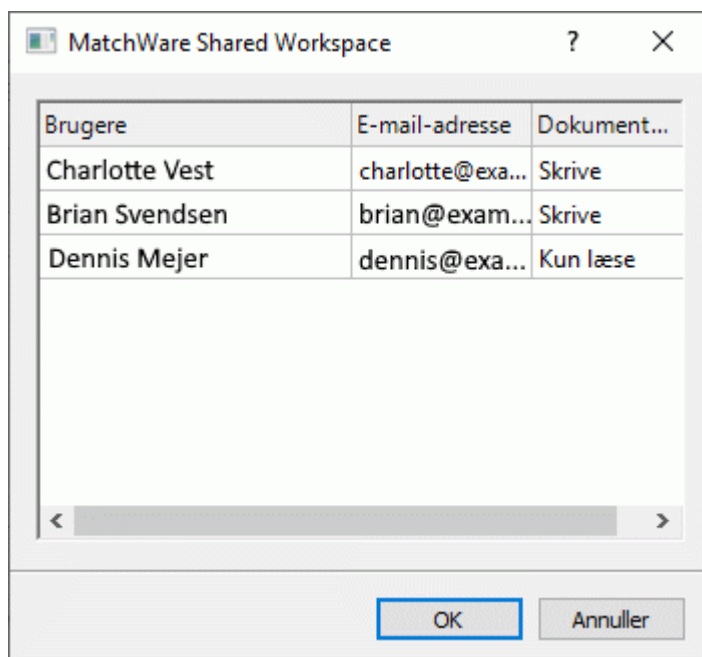 MatchWare Shared Workspace ?
Brugere E-mail-adresse Dokument...
Charlotte Vest charlotte@exa... Skrive
Brian Svendsen brian@exam... Skrive
Dennis Mejer dennis@exa... Kun læse
OK Annuller